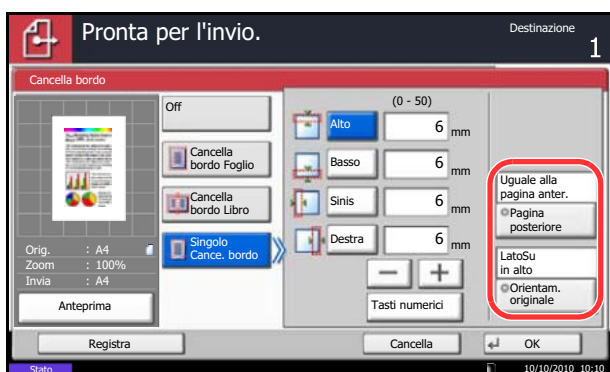 Pronta per l'invio.
Destinazione
1
Cancella bordo
Off
Cancella
bordo Foglio
Cancella
bordo Libro
Singolo
Cance. bordo
(0 - 50)
Alto
6 mm
Basso
6 mm
Sinis
6 mm
Destra
6 mm
Tasti numerici
Uguale alla
pagina anter.
Pagina
posteriore
LatoSu
in alto
Orientam.
originale
Orig. : A4
Zoom : 100%
Invia : A4
Anteprima
Registra
Cancella
OK
Stato
10/10/2010 10:10